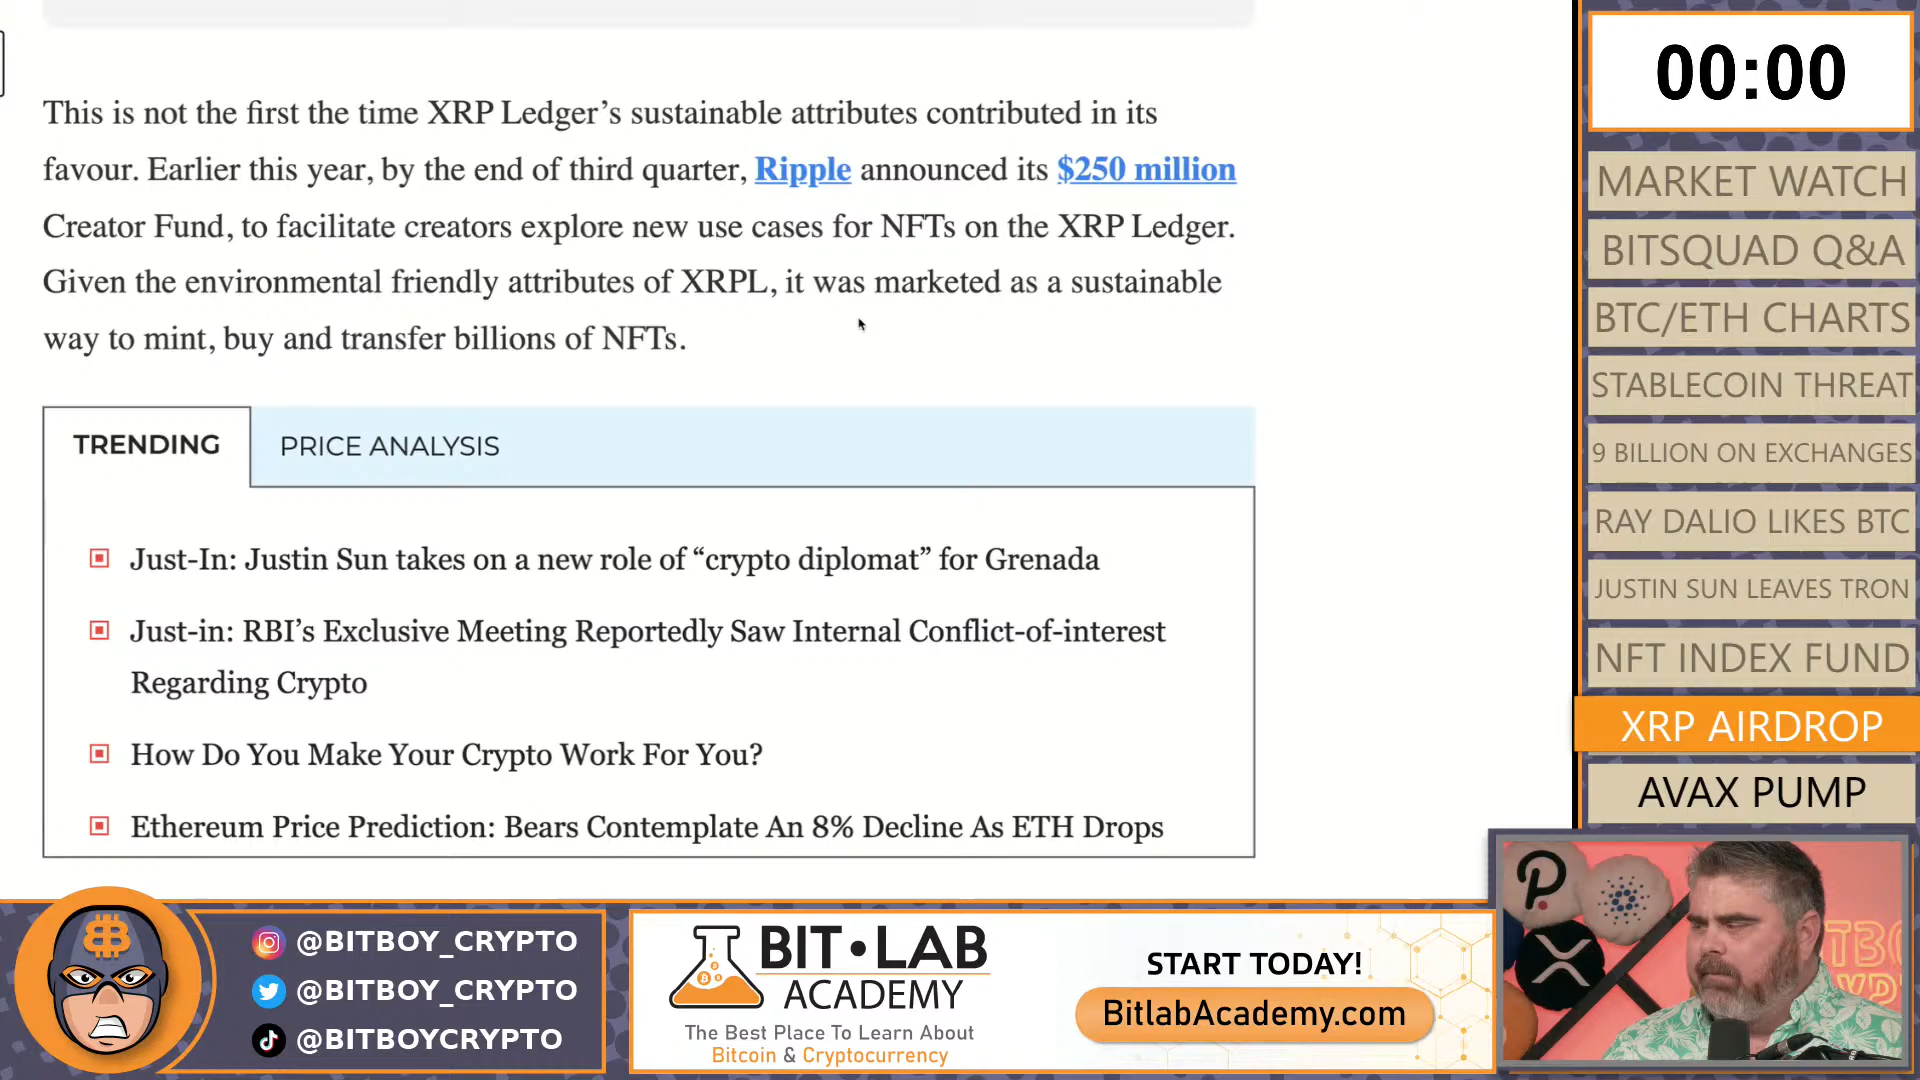 This is not the first the time XRP Ledger’s sustainable attributes contributed in its
favour. Earlier this year, by the end of third quarter, Ripple announced its $250 million
Creator Fund, to facilitate creators explore new use cases for NFTs on the XRP Ledger.
Given the environmental friendly attributes of XRPL, it was marketed as a sustainable
way to mint, buy and transfer billions of NFTs.
TRENDING
PRICE ANALYSIS
Just-In: Justin Sun takes on a new role of “crypto diplomat” for Grenada
Just-in: RBI’s Exclusive Meeting Reportedly Saw Internal Conflict-of-interest
Regarding Crypto
How Do You Make Your Crypto Work For You?
Ethereum Price Prediction: Bears Contemplate An 8% Decline As ETH Drops
00:00
MARKET WATCH
BITSQUAD Q&A
BTC/ETH CHARTS
STABLECOIN THREAT
9 BILLION ON EXCHANGES
RAY DALIO LIKES BTC
JUSTIN SUN LEAVES TRON
NFT INDEX FUND
XRP AIRDROP
AVAX PUMP
@BITBOY_CRYPTO
@BITBOY_CRYPTO
@BITBOYCRYPTO
BIT•LAB
ACADEMY
The Best Place To Learn About
Bitcoin & Cryptocurrency
START TODAY!
BitlabAcademy.com